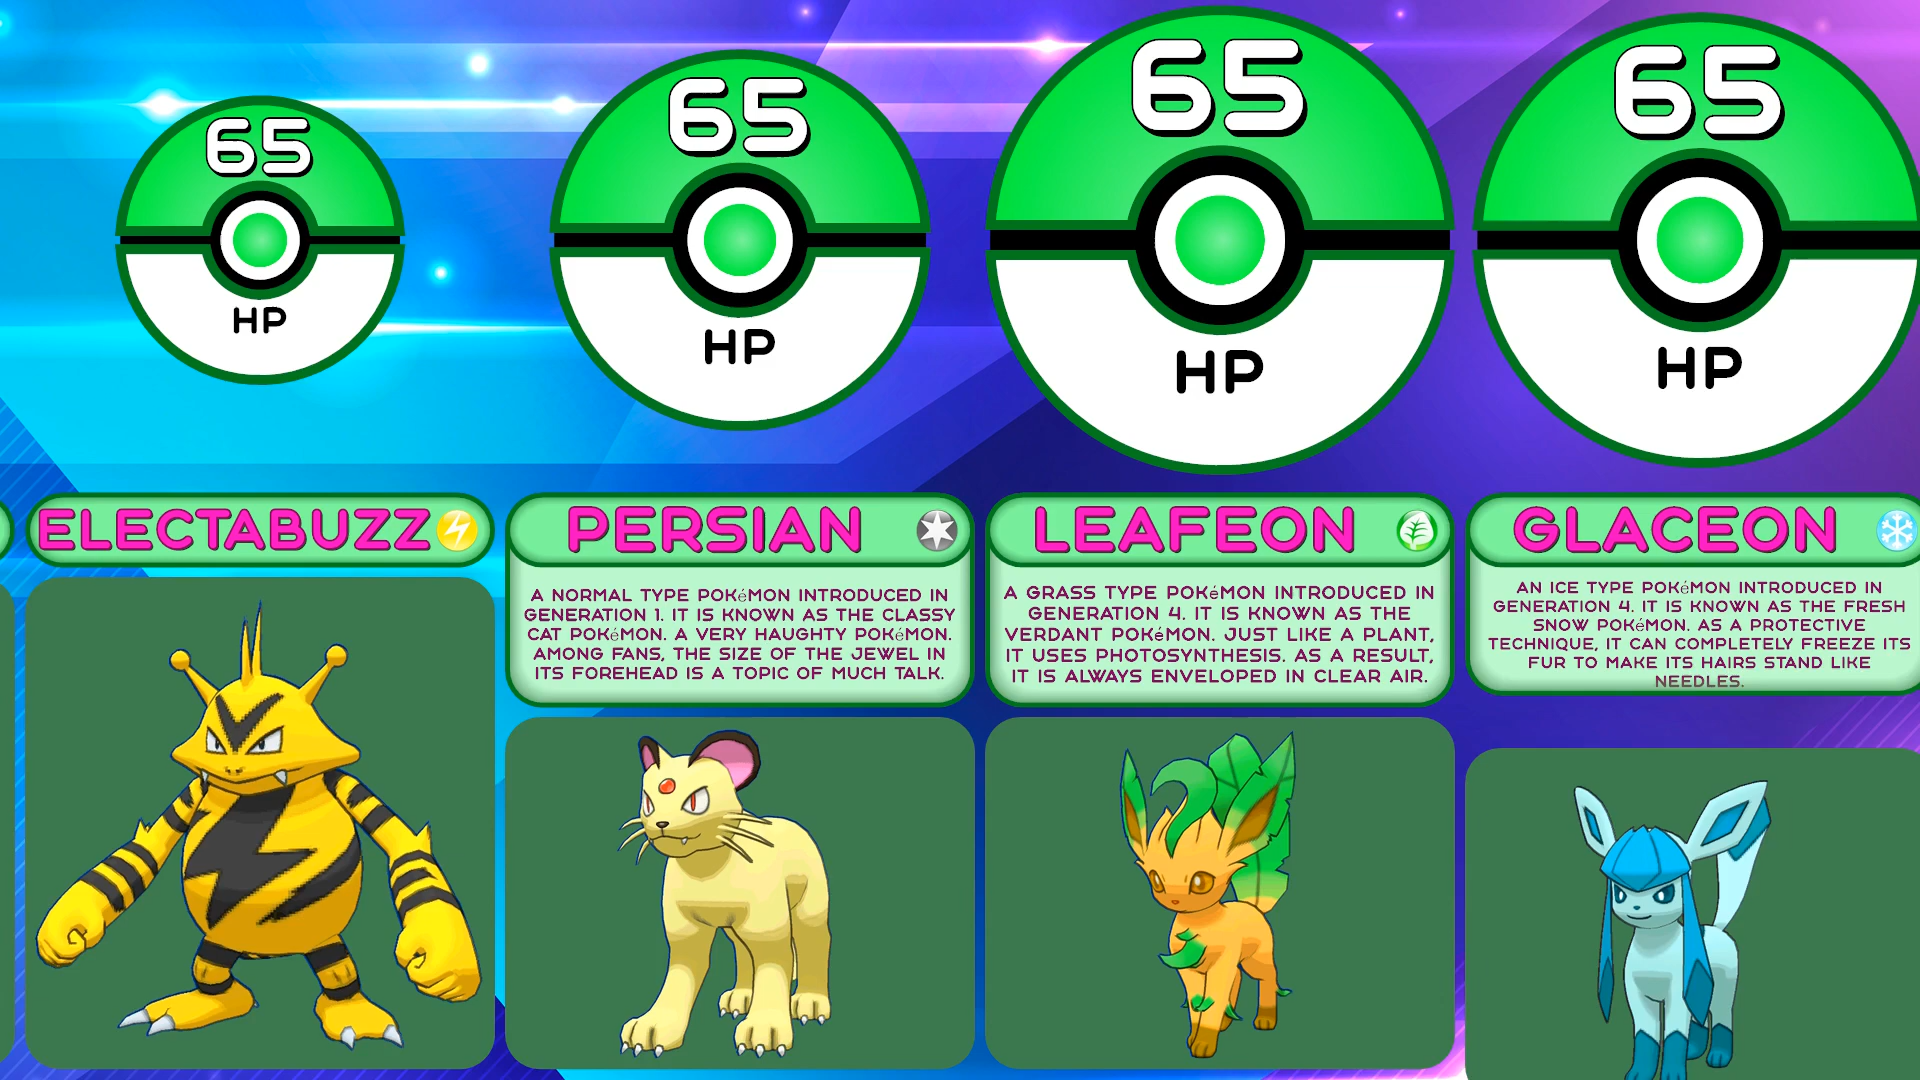 65
HP
65
HP
65
HP
65
HP
ELECTABUZZ
PERSIAN
A NORMAL TYPE POKéMON INTRODUCED IN
GENERATION 1. IT IS KNOWN AS THE CLASSY
CAT POKéMON. A VERY HAUGHTY POKéMON.
AMONG FANS, THE SIZE OF THE JEWEL IN
ITS FOREHEAD IS A TOPIC OF MUCH TALK.
LEAFEON
A GRASS TYPE POKéMON INTRODUCED IN
GENERATION 4. IT IS KNOWN AS THE
VERDANT POKéMON. JUST LIKE A PLANT,
IT USES PHOTOSYNTHESIS. AS A RESULT,
IT IS ALWAYS ENVELOPED IN CLEAR AIR.
GLACEON
AN ICE TYPE POKéMON INTRODUCED IN
GENERATION 4. IT IS KNOWN AS THE FRESH
SNOW POKéMON. AS A PROTECTIVE
TECHNIQUE, IT CAN COMPLETELY FREEZE ITS
FUR TO MAKE ITS HAIRS STAND LIKE
NEEDLES.